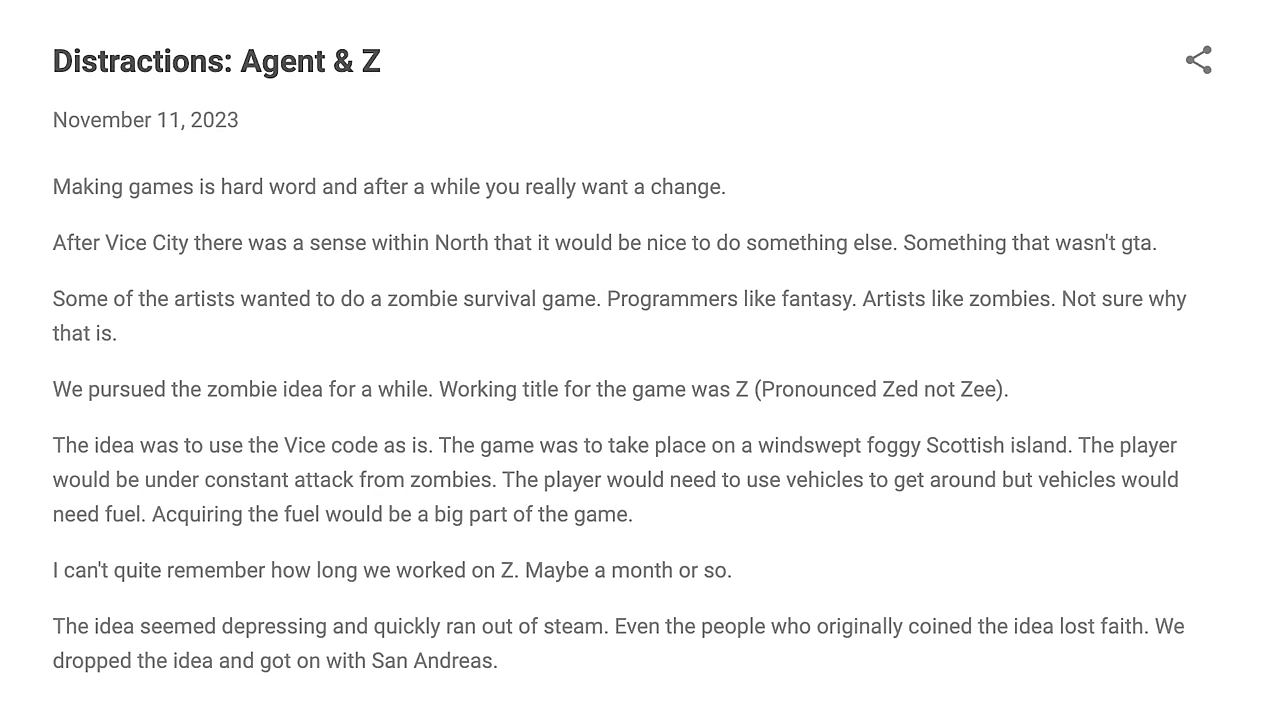 Distractions: Agent & Z
November 11, 2023
Making games is hard word and after a while you really want a change.
After Vice City there was a sense within North that it would be nice to do something else. Something that wasn't gta.
Some of the artists wanted to do a zombie survival game. Programmers like fantasy. Artists like zombies. Not sure why
that is.
We pursued the zombie idea for a while. Working title for the game was Z (Pronounced Zed not Zee).
The idea was to use the Vice code as is. The game was to take place on a windswept foggy Scottish island. The player
would be under constant attack from zombies. The player would need to use vehicles to get around but vehicles would
need fuel. Acquiring the fuel would be a big part of the game.
I can't quite remember how long we worked on Z. Maybe a month or so.
The idea seemed depressing and quickly ran out of steam. Even the people who originally coined the idea lost faith. We
dropped the idea and got on with San Andreas.